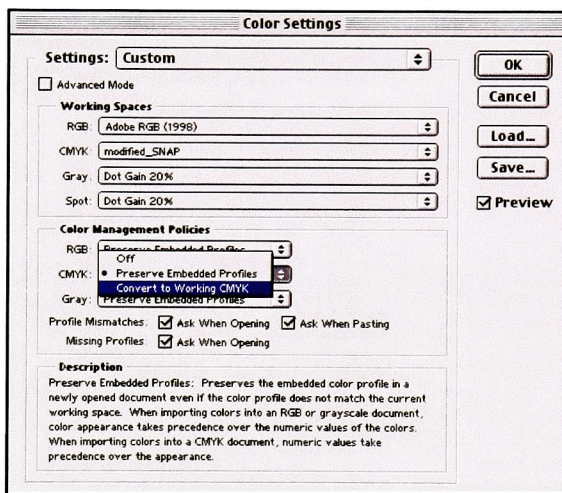 Color Settings
Settings: Custom
OK
Cancel
Load...
Save...
Preview
Advanced Mode
Working Spaces
RGB: Adobe RGB (1998)
CMYK: modified_SNAP
Gray: Dot Gain 20%
Spot: Dot Gain 20%
Color Management Policies
RGB: Preserve Embedded Profiles
Off
CMYK: • Preserve Embedded Profiles
Convert to Working CMYK
Gray: Preserve Embedded Profiles
Profile Mismatches: Ask When Opening Ask When Pasting
Missing Profiles: Ask When Opening
Description
Preserve Embedded Profiles: Preserves the embedded color profile in a
newly opened document even if the color profile does not match the current
working space. When importing colors into an RGB or grayscale document,
color appearance takes precedence over the numeric values of the colors.
When importing colors into a CMYK document, numeric values take
precedence over the appearance.